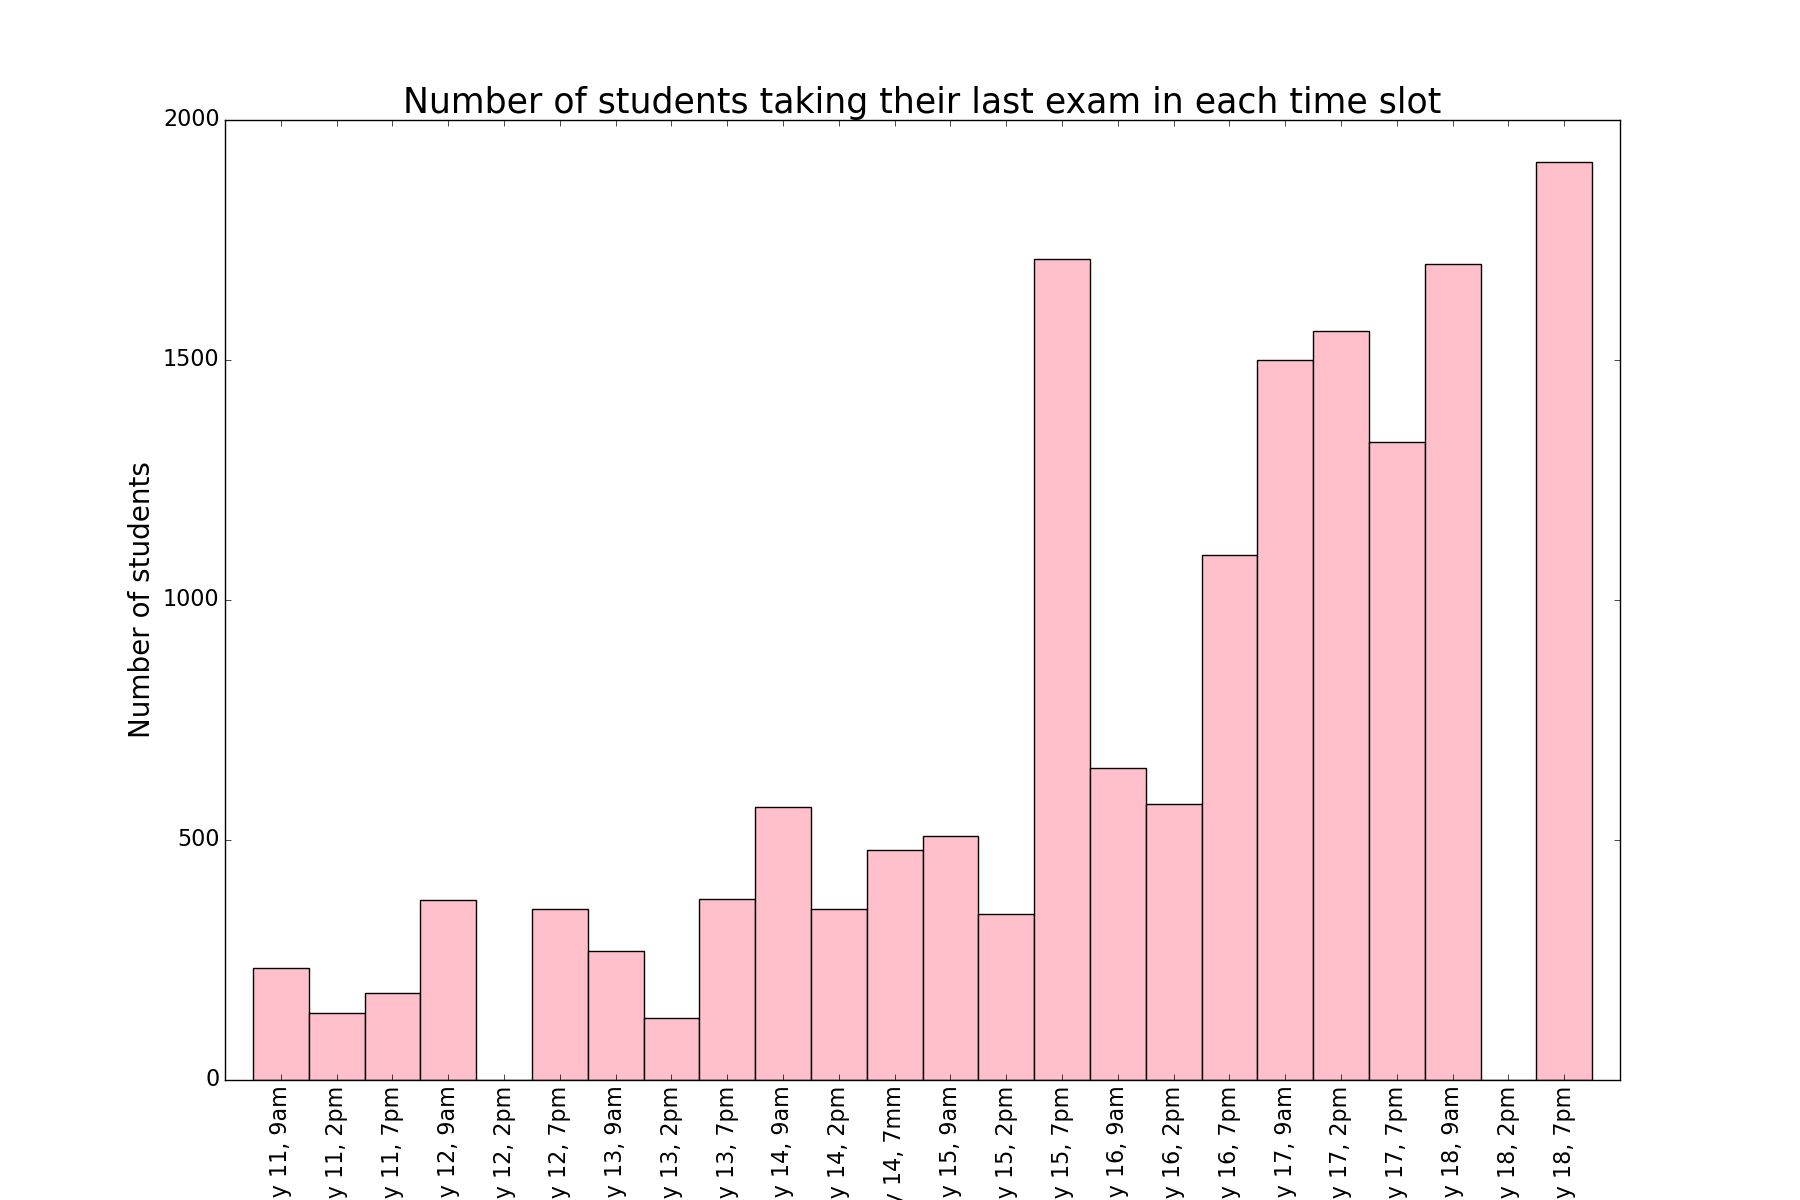 Number of students taking their last exam in each time slot
Number of students
2000
1500
1000
500
0
y 11, 9am
y 11, 2pm
y 11, 7pm
y 12, 9am
y 12, 2pm
y 12, 7pm
y 13, 9am
y 13, 2pm
y 13, 7pm
y 14, 9am
y 14, 2pm
y 14, 7mm
y 15, 9am
y 15, 2pm
y 15, 7pm
y 16, 9am
y 16, 2pm
y 16, 7pm
y 17, 9am
y 17, 2pm
y 17, 7pm
y 18, 9am
y 18, 2pm
y 18, 7pm